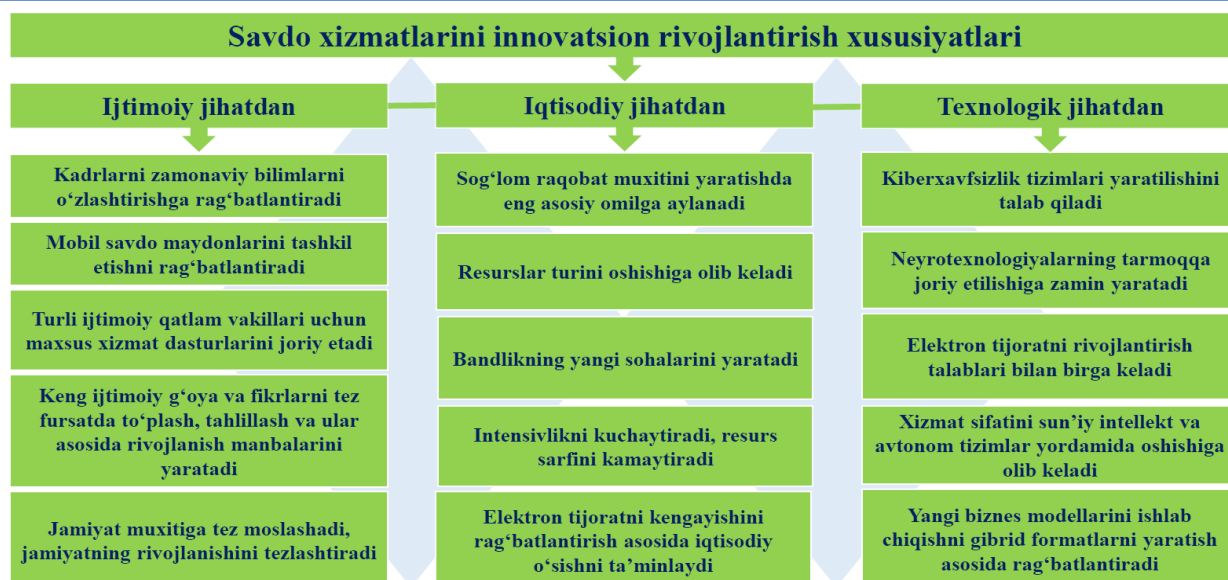 Savdo xizmatlarini innovatsion rivojlantirish xususiyatlari
Ijtimoiy jihatdan
Kadrlarni zamonaviy bilimlarni
o‘zlashtirishga rag‘batlantiradi
Mobil savdo maydonlarini tashkil
etishni rag‘batlantiradi
Turli ijtimoiy qatlam vakillari uchun
maxsus xizmat dasturlarini joriy etadi
Keng ijtimoiy g‘oya va fikrlarni tez
fursatda to‘plash, tahlillash va ular
asosida rivojlanish manbalarini
yaratadi
Jamiyat muxitiga tez moslashadi,
jamiyatning rivojlanishini tezlashtiradi
Iqtisodiy jihatdan
Sog‘lom raqobat muxitini yaratishda
eng asosiy omilga aylanadi
Resurslar turini oshishiga olib keladi
Bandlikning yangi sohalarini yaratadi
Intensivlikni kuchaytiradi, resurs
sarfini kamaytiradi
Elektron tijoratni kengayishini
rag‘batlantirish asosida iqtisodiy
o‘sishni ta’minlaydi
Texnologik jihatdan
Kiberxavfsizlik tizimlari yaratilishini
talab qiladi
Neyrotexnologiyalarning tarmoqqa
joriy etilishiga zamin yaratadi
Elektron tijoratni rivojlantirish
talablari bilan birga keladi
Xizmat sifatini sun’iy intellekt va
avtonom tizimlar yordamida oshishiga
olib keladi
Yangi biznes modellarini ishlab
chiqishni gibrid formatlarni yaratish
asosida rag‘batlantiradi